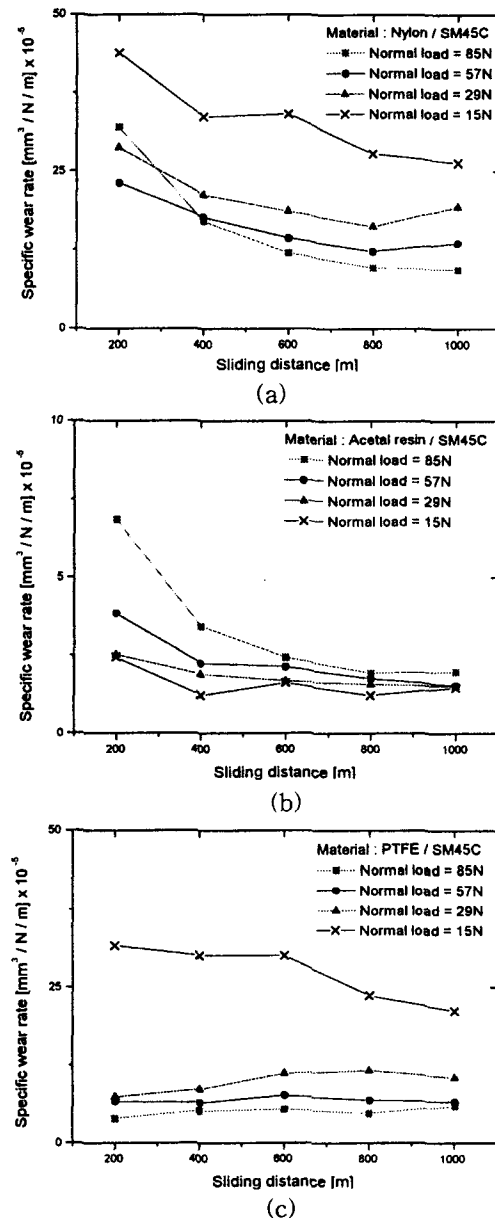 Material : Nylon / SM45C
Normal load = 85N
Normal load = 57N
Normal load = 29N
Normal load = 15N
Specific wear rate [mm³ / N / m] x 10⁻⁵
50
25
0
200 400 600 800 1000
Sliding distance [m]
(a)
Material : Acetal resin / SM45C
Normal load = 85N
Normal load = 57N
Normal load = 29N
Normal load = 15N
Specific wear rate [mm³ / N / m] x 10⁻⁵
10
5
0
200 400 600 800 1000
Sliding distance [m]
(b)
Material : PTFE / SM45C
Normal load = 85N
Normal load = 57N
Normal load = 29N
Normal load = 15N
Specific wear rate [mm³ / N / m] x 10⁻⁵
50
25
0
200 400 600 800 1000
Sliding distance [m]
(c)